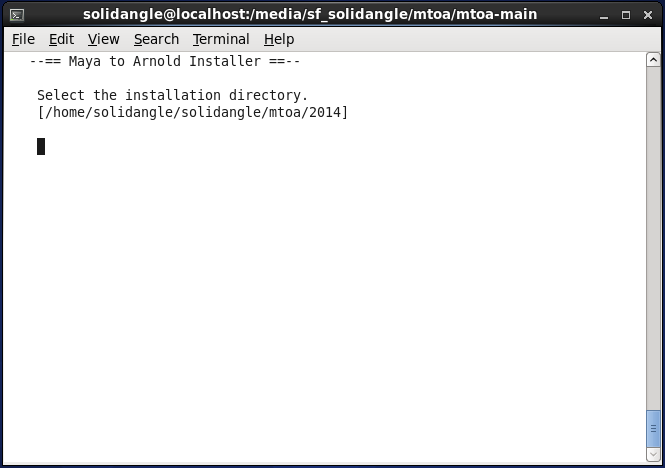 solidangle@localhost:/media/sf_solidangle/mtoa/mtoa-main
File Edit View Search Terminal Help
--== Maya to Arnold Installer ==--
Select the installation directory.
[/home/solidangle/solidangle/mtoa/2014]